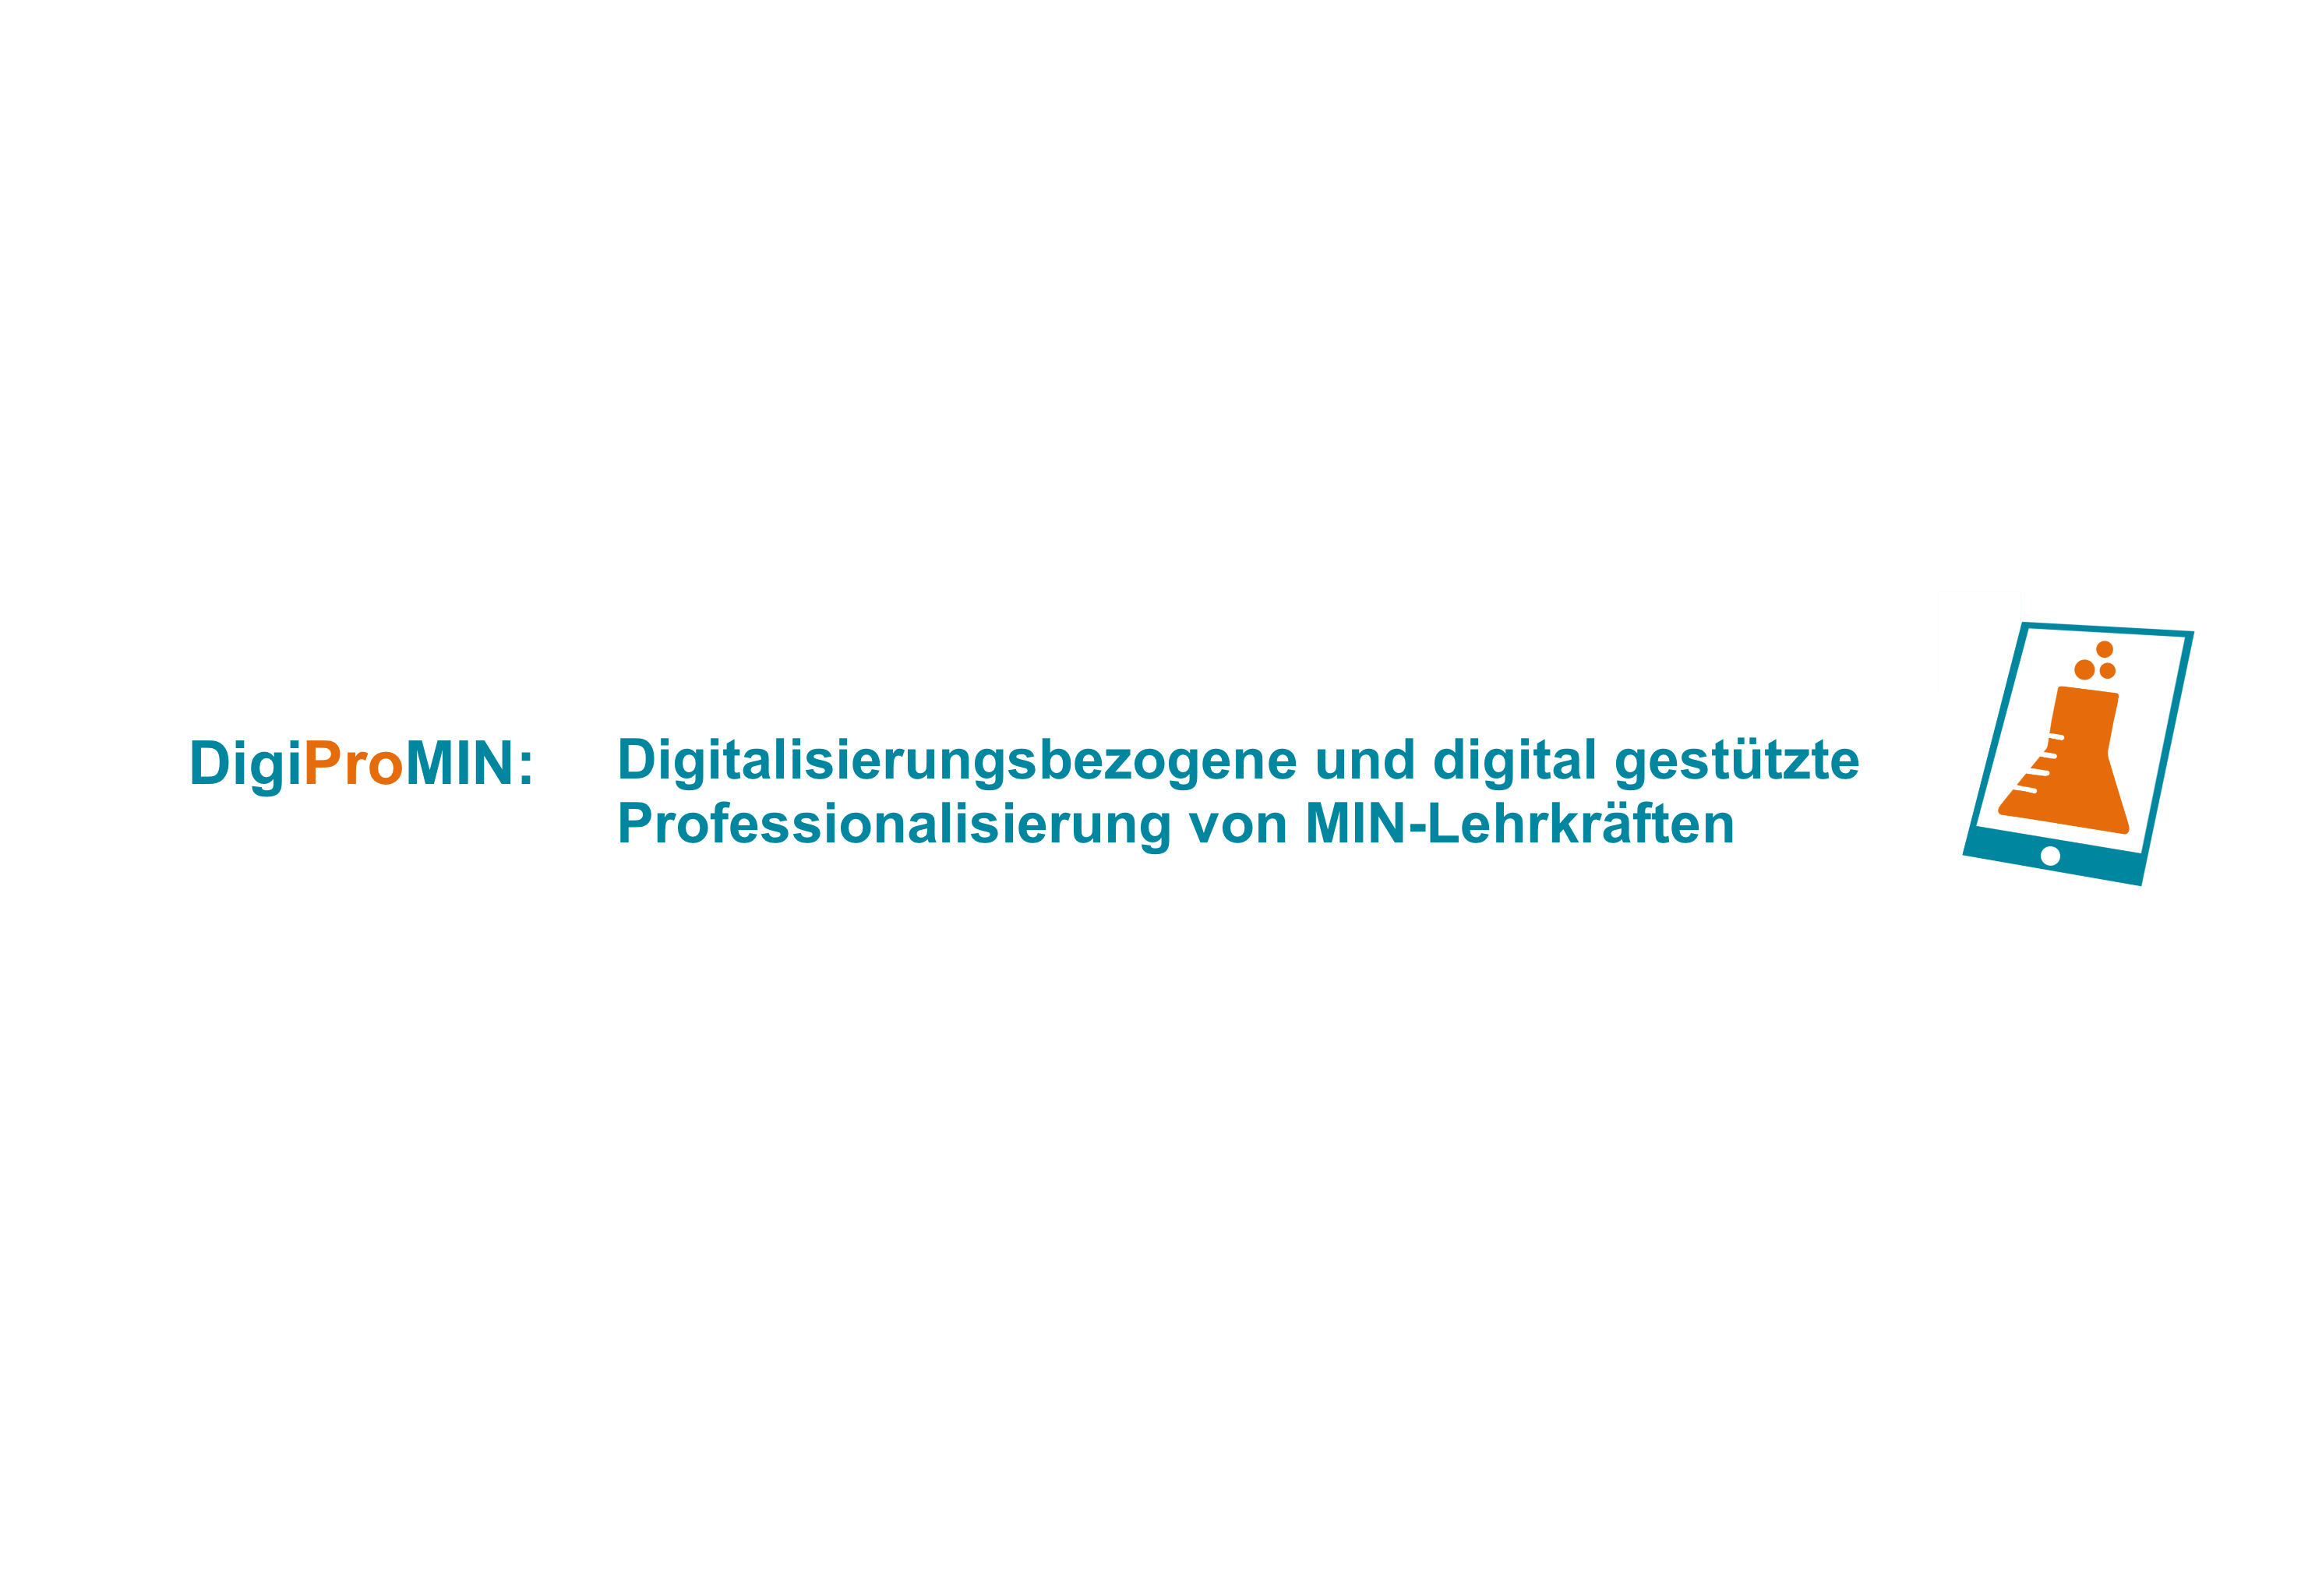 DigiProMIN:
Digitalisierungsbezogene und digital gestützte
Professionalisierung von MIN-Lehrkräften